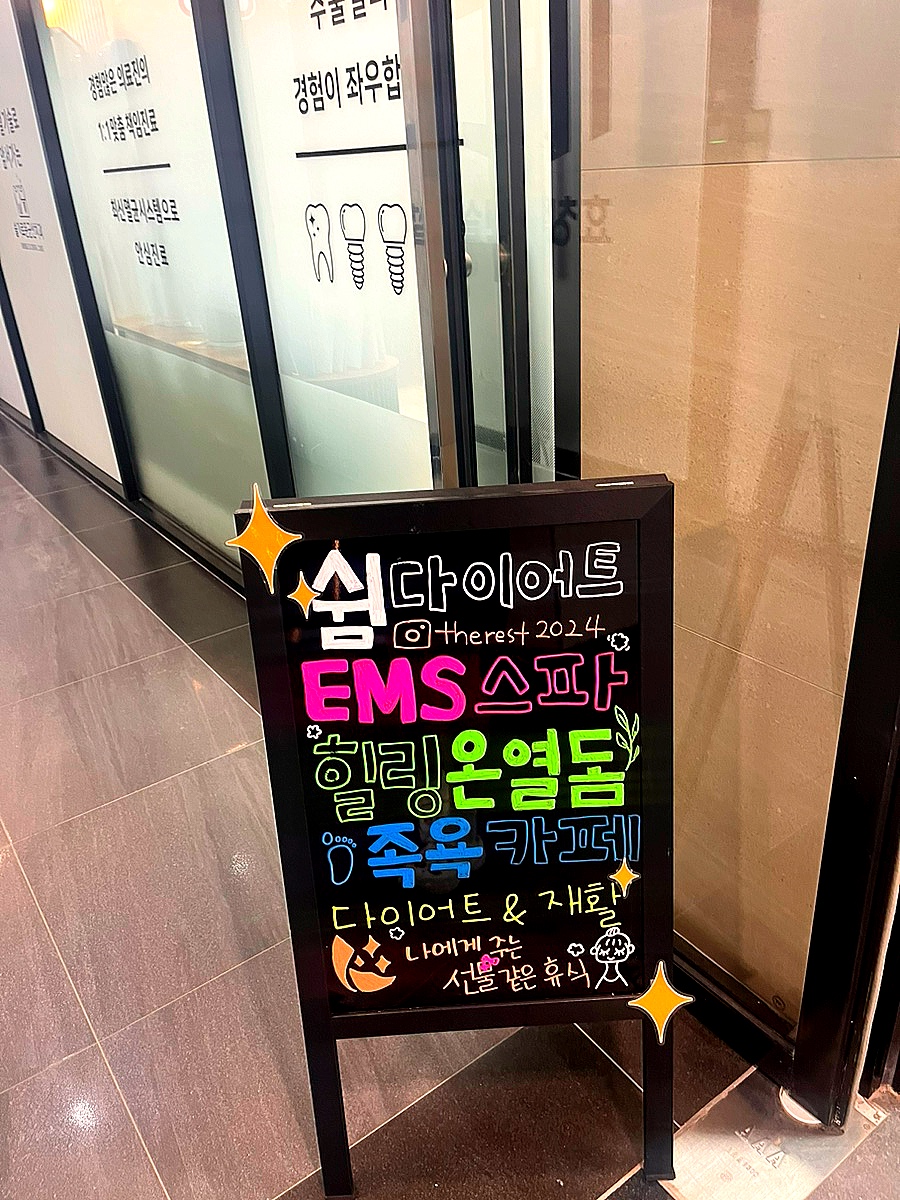 경험많은 의료진의
1:1맞춤 책임진료
최신멸균시스템으로
안심진료
경험이 좌우합
쉼다이어트
therest2024
EMS스파
힐링온열돔
족욕카페
다이어트 & 재활
나에게 주는
선물같은 휴식